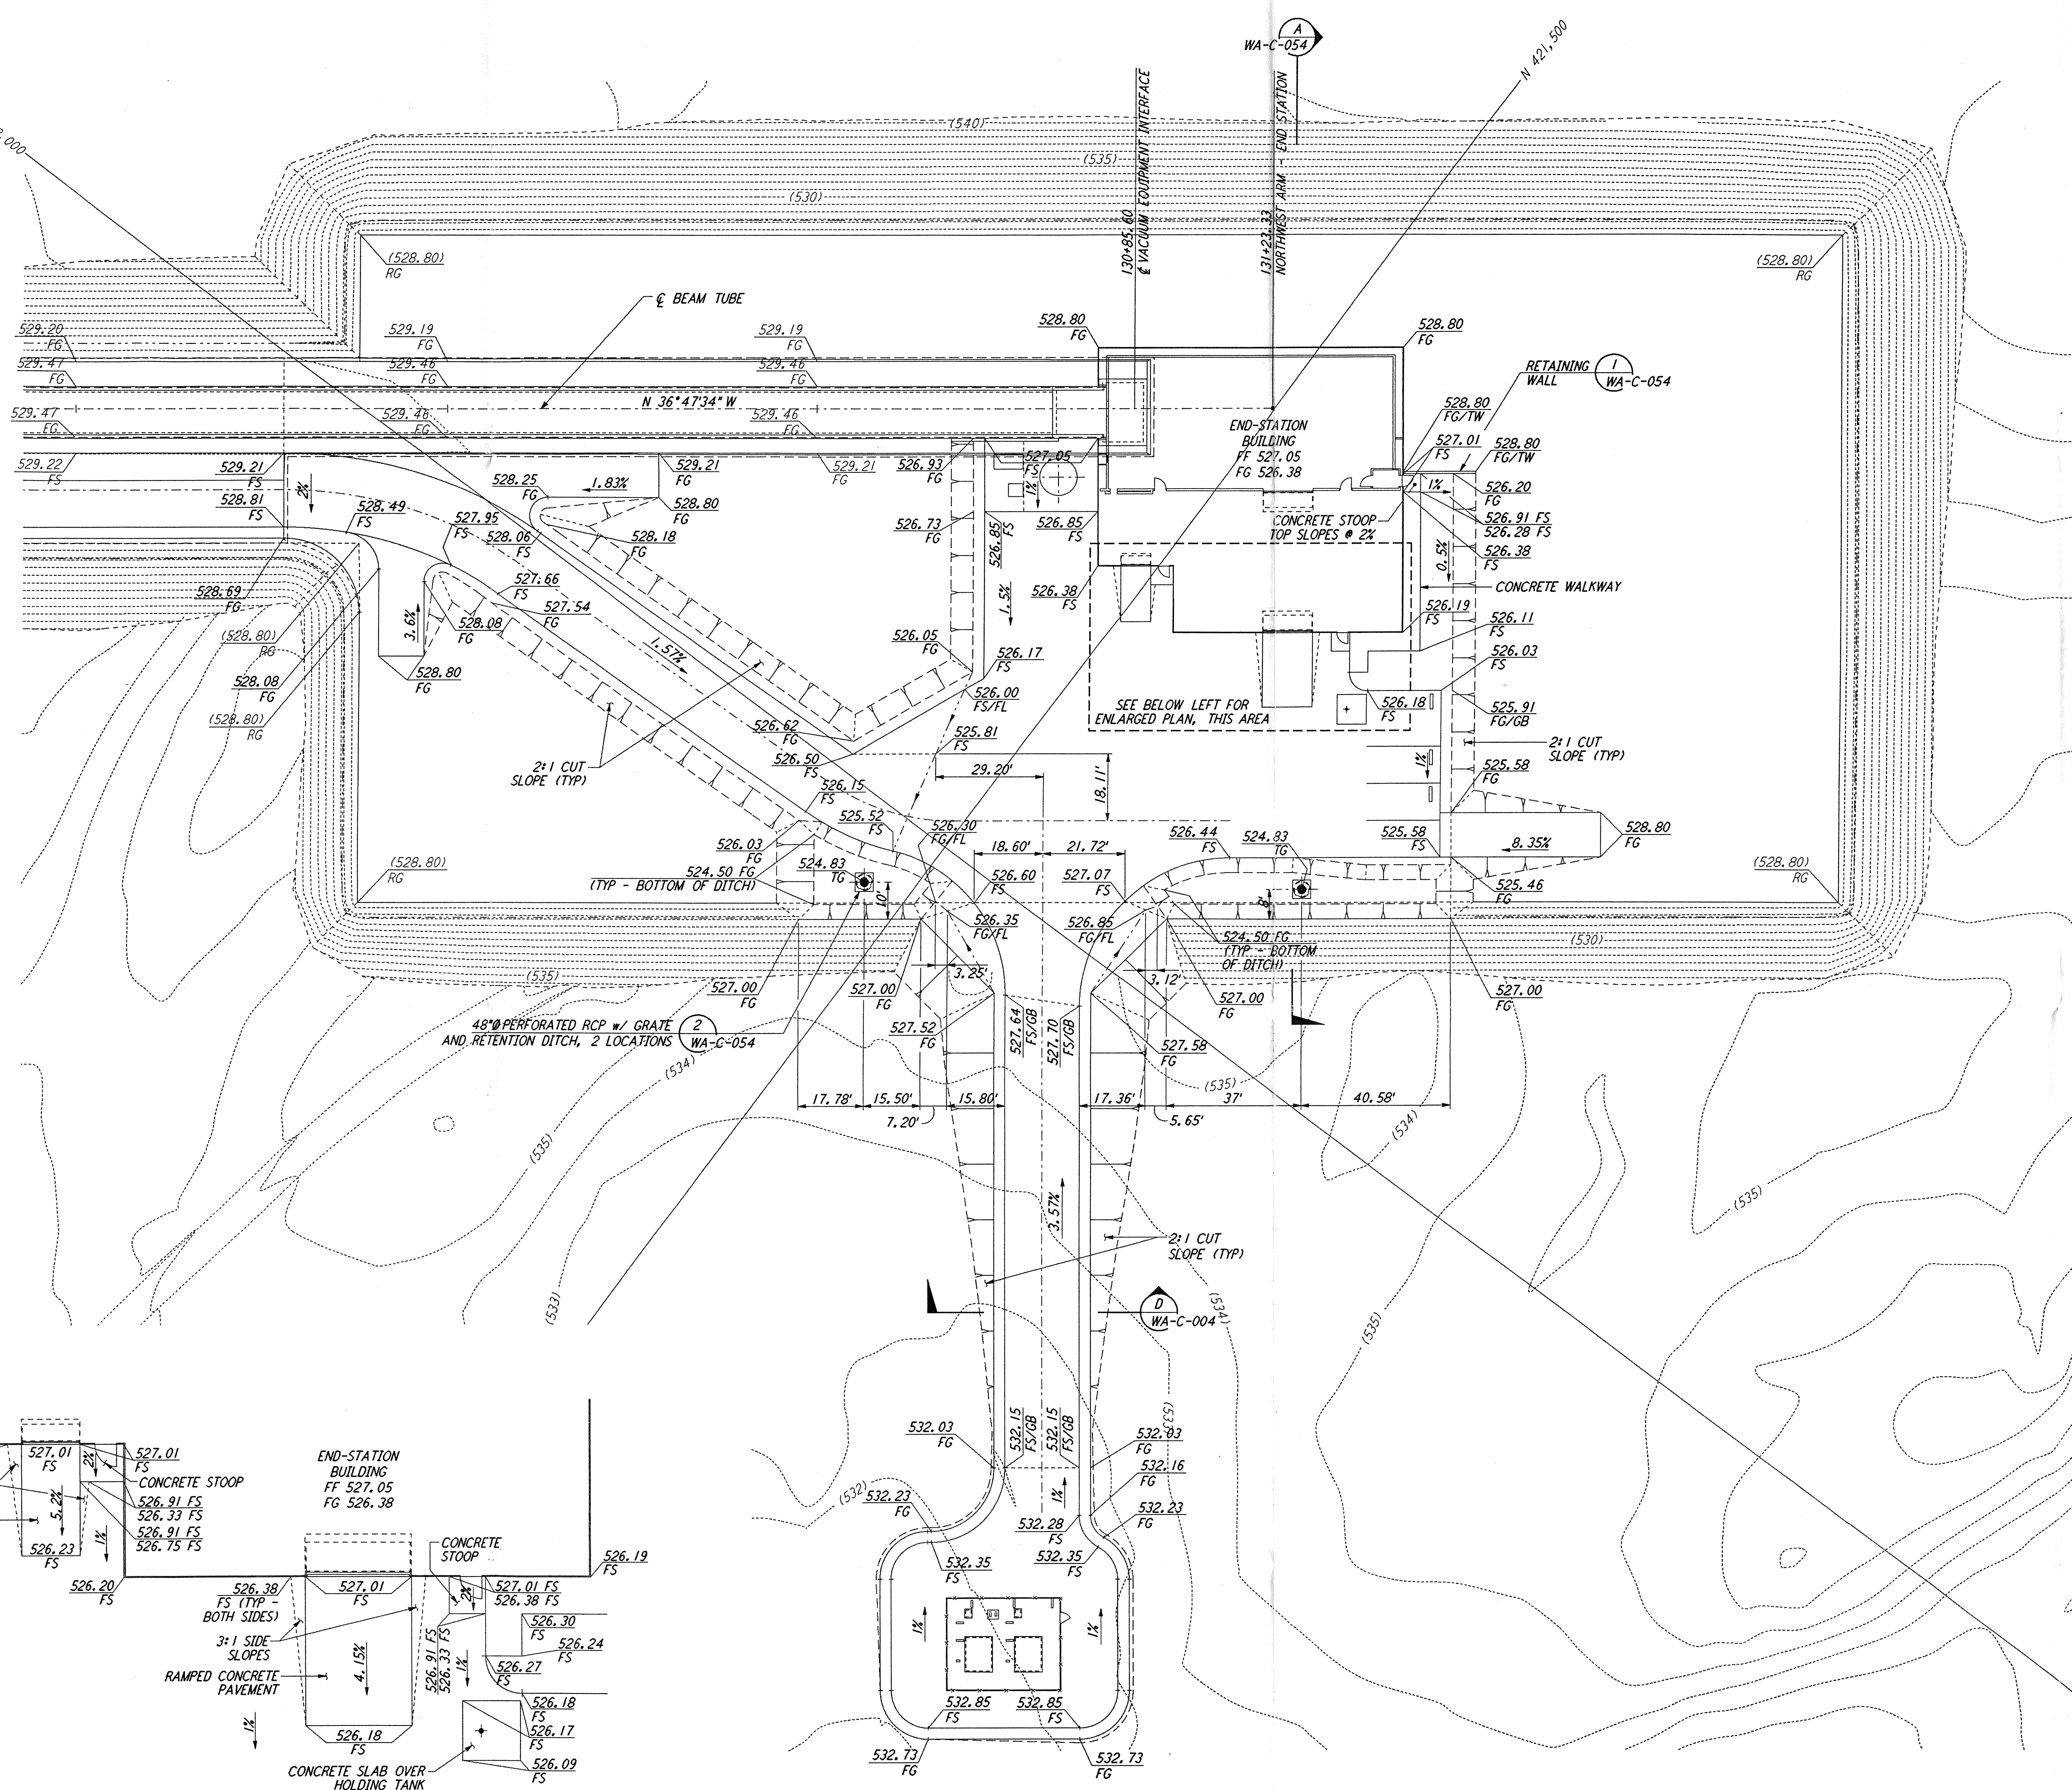 A
WA-C-054
N 421,500
000
(540)
(535)
(530)
130+85.60
℄ VACUUM EQUIPMENT INTERFACE
131+23.33
NORTHWEST ARM - END STATION
(528.80)
RG
(528.80)
RG
℄ BEAM TUBE
529.20
FG
529.19
FG
529.19
FG
528.80
FG
528.80
FG
529.47
FG
529.46
FG
529.46
FG
RETAINING
WALL
1
WA-C-054
N 36°47'34" W
529.47
FG
529.46
FG
529.46
FG
528.80
FG/TW
END-STATION
BUILDING
FF 527.05
FG 526.38
527.01
FS
528.80
FG/TW
529.22
FS
529.21
FS
529.21
FG
529.21
FG
526.93
FG
527.05
FS
528.81
FS
2%
528.25
FG
1.83%
528.80
FG
1%
1%
526.20
FG
528.49
FS
527.95
FS
528.06
FS
528.18
FG
526.73
FG
526.85
FS
526.85
FS
CONCRETE STOOP
TOP SLOPES @ 2%
526.91 FS
526.28 FS
526.38
FS
0.5%
528.69
FG
527.66
FS
527.54
FG
526.38
FS
1.5%
CONCRETE WALKWAY
(528.80)
RG
3.6%
528.08
FG
1.57%
526.05
FG
526.19
FS
526.11
FS
528.08
FG
528.80
FG
526.17
FS
526.03
FS
(528.80)
RG
526.00
FS/FL
SEE BELOW LEFT FOR
ENLARGED PLAN, THIS AREA
526.18
FS
525.91
FG/GB
526.62
FG
525.81
FS
2:1 CUT
SLOPE (TYP)
526.50
FS
29.20'
18.11'
1%
2:1 CUT
SLOPE (TYP)
525.58
FG
526.15
FS
525.52
FS
526.30
FG/FL
526.44
FS
524.83
TG
525.58
FS
8.35%
528.80
FG
526.03
FG
18.60'
21.72'
(528.80)
RG
524.50 FG
(TYP - BOTTOM OF DITCH)
524.83
TG
10'
526.60
FS
527.07
FS
8'
525.46
FG
(528.80)
RG
526.35
FG/FL
526.85
FG/FL
524.50 FG
(TYP - BOTTOM
OF DITCH)
(530)
(535)
3.25'
3.12'
527.00
FG
527.00
FG
527.00
FG
527.00
FG
48"Ø PERFORATED RCP w/ GRATE
AND RETENTION DITCH, 2 LOCATIONS
2
WA-C-054
527.52
FG
527.64
FS/GB
527.70
FS/GB
527.58
FG
(534)
(535)
17.78'
15.50'
15.80'
17.36'
37'
40.58'
7.20'
5.65'
(535)
(534)
(535)
3.57%
2:1 CUT
SLOPE (TYP)
(533)
D
WA-C-004
(534)
(535)
532.03
FG
532.15
FS/GB
532.15
FS/GB
(533)
532.03
FG
532.16
FG
(532)
532.23
FG
1%
532.23
FG
532.28
FS
532.35
FS
532.35
FS
1%
1%
532.85
FS
532.85
FS
532.73
FG
532.73
FG
527.01
FS
2%
527.01
FS
CONCRETE STOOP
END-STATION
BUILDING
FF 527.05
FG 526.38
5.2%
526.91 FS
526.33 FS
526.91 FS
526.75 FS
1%
526.23
FS
526.20
FS
CONCRETE
STOOP
526.19
FS
526.38
FS (TYP -
BOTH SIDES)
527.01
FS
2%
527.01 FS
526.38 FS
3:1 SIDE
SLOPES
526.91 FS
526.33 FS
1%
526.30
FS
526.24
FS
RAMPED CONCRETE
PAVEMENT
4.15%
526.27
FS
1%
526.18
FS
526.18
FS
526.17
FS
526.09
FS
CONCRETE SLAB OVER
HOLDING TANK